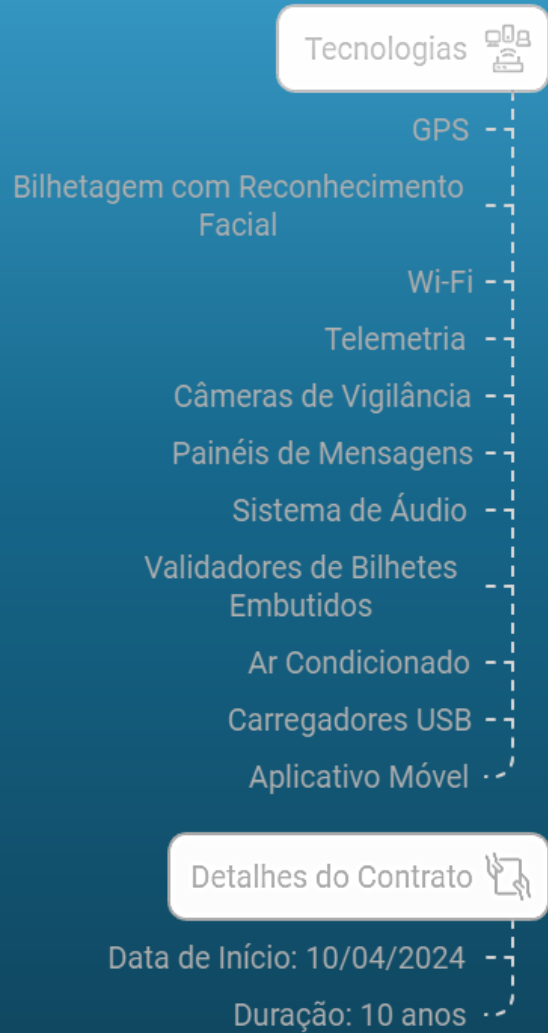 Tecnologias
GPS
Bilhetagem com Reconhecimento
Facial
Wi-Fi
Telemetria
Câmeras de Vigilância
Painéis de Mensagens
Sistema de Áudio
Validadores de Bilhetes
Embutidos
Ar Condicionado
Carregadores USB
Aplicativo Móvel
Detalhes do Contrato
Data de Início: 10/04/2024
Duração: 10 anos